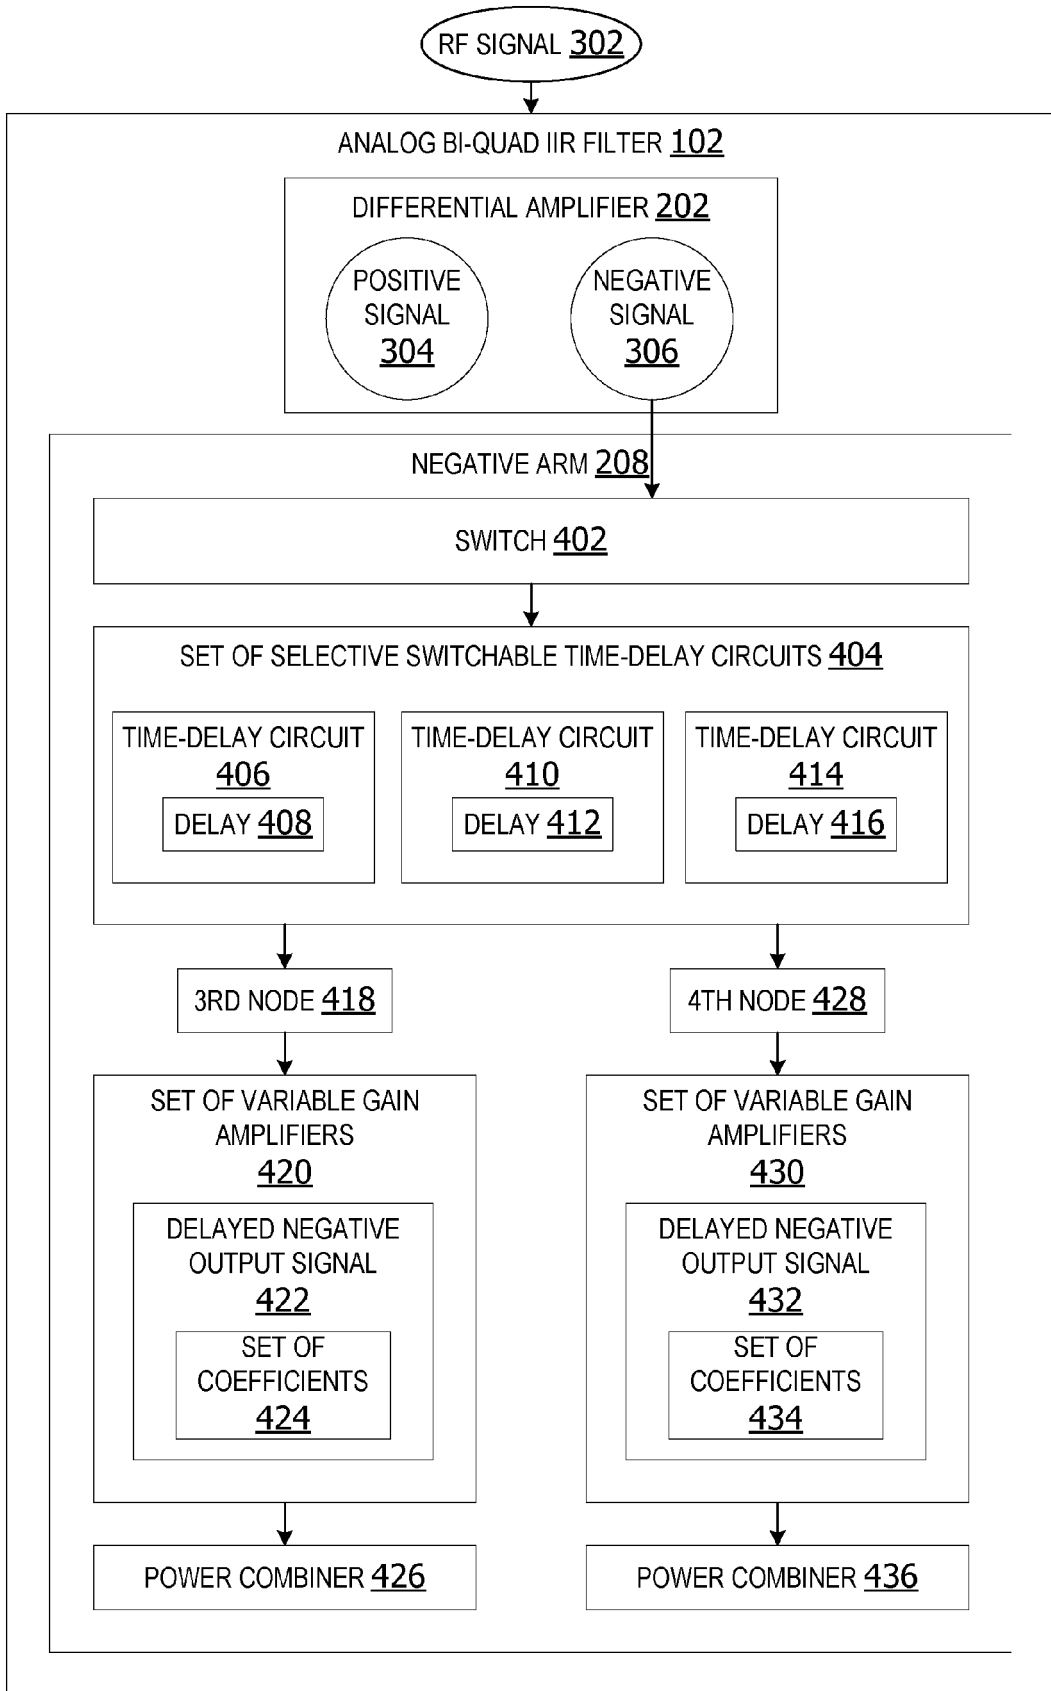 RF SIGNAL 302
ANALOG BI-QUAD IIR FILTER 102
DIFFERENTIAL AMPLIFIER 202
POSITIVE
SIGNAL
304
NEGATIVE
SIGNAL
306
NEGATIVE ARM 208
SWITCH 402
SET OF SELECTIVE SWITCHABLE TIME-DELAY CIRCUITS 404
TIME-DELAY CIRCUIT
406
DELAY 408
TIME-DELAY CIRCUIT
410
DELAY 412
TIME-DELAY CIRCUIT
414
DELAY 416
3RD NODE 418
4TH NODE 428
SET OF VARIABLE GAIN
AMPLIFIERS
420
DELAYED NEGATIVE
OUTPUT SIGNAL
422
SET OF
COEFFICIENTS
424
SET OF VARIABLE GAIN
AMPLIFIERS
430
DELAYED NEGATIVE
OUTPUT SIGNAL
432
SET OF
COEFFICIENTS
434
POWER COMBINER 426
POWER COMBINER 436